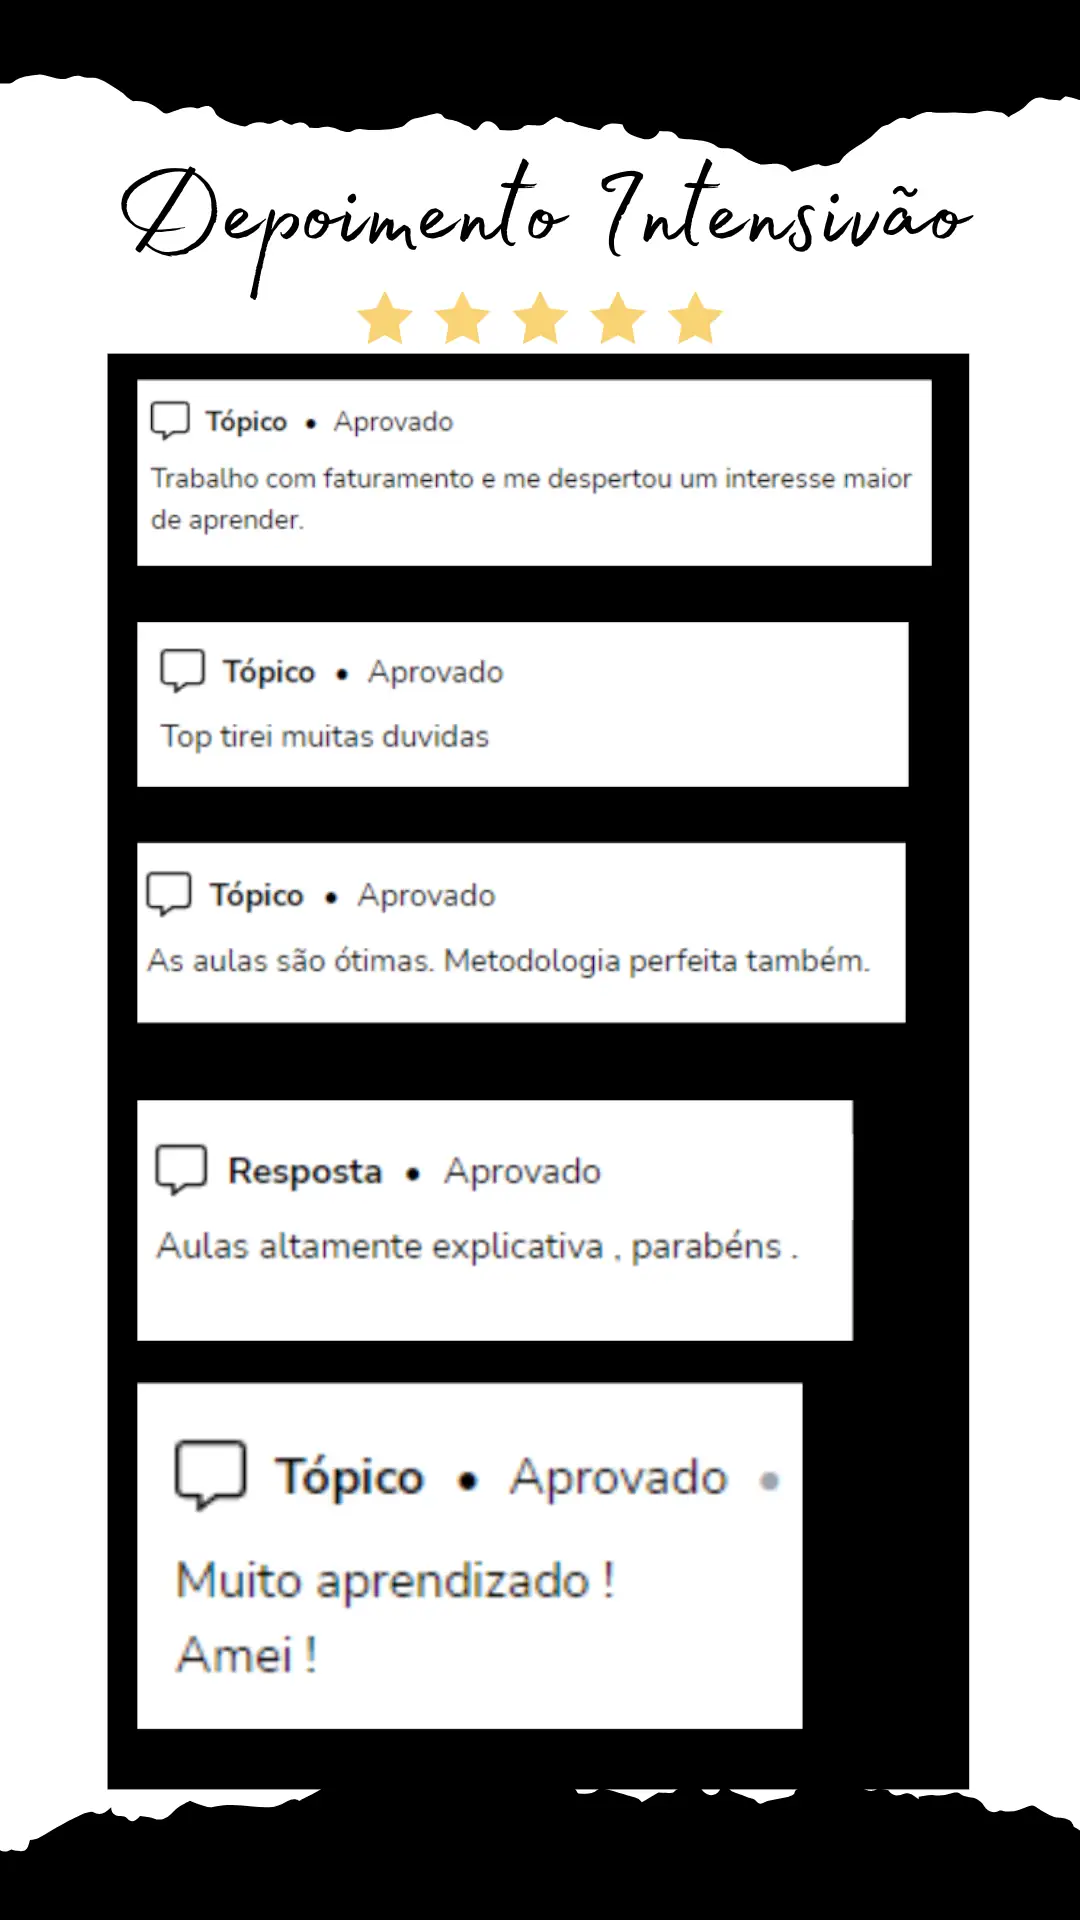 Depoimento Intensivão
Tópico • Aprovado
Trabalho com faturamento e me despertou um interesse maior
de aprender.
Tópico • Aprovado
Top tirei muitas duvidas
Tópico • Aprovado
As aulas são ótimas. Metodologia perfeita também.
Resposta • Aprovado
Aulas altamente explicativa , parabéns .
Tópico • Aprovado •
Muito aprendizado !
Amei !